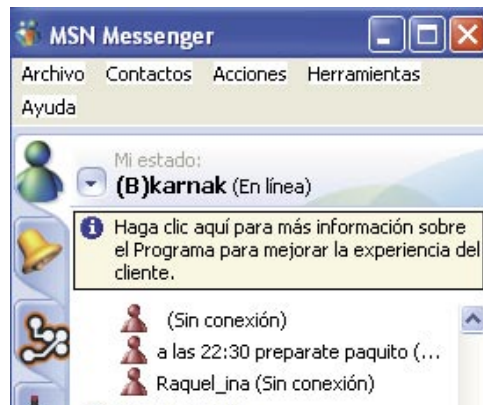 MSN Messenger
Archivo Contactos Acciones Herramientas
Ayuda
Mi estado:
(B)karnak (En línea)
Haga clic aquí para más información sobre
el Programa para mejorar la experiencia del
cliente.
(Sin conexión)
a las 22:30 preparate paquito (...
Raquel_ina (Sin conexión)